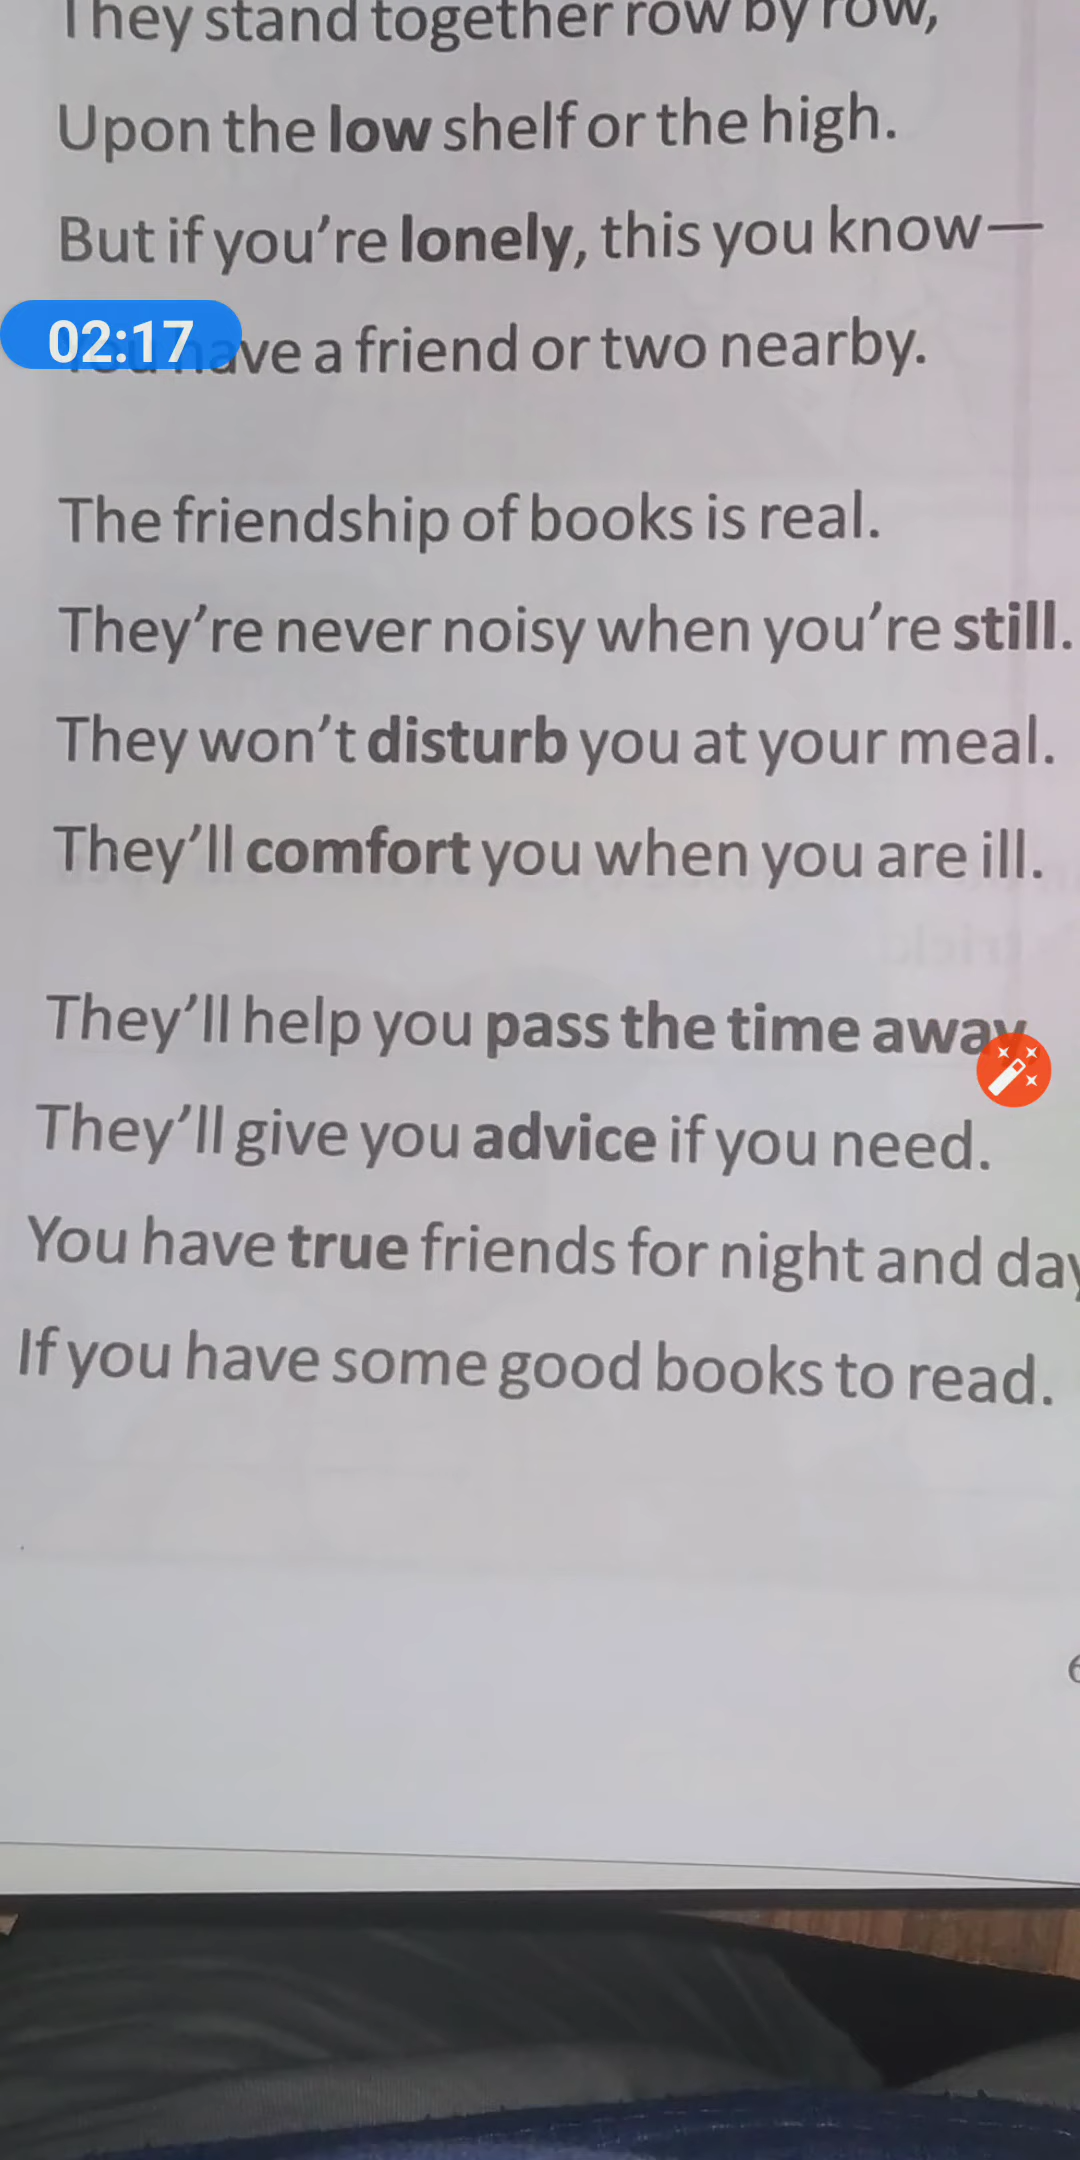 They stand together row by row,
Upon the low shelf or the high.
But if you're lonely, this you know—
02:17
You have a friend or two nearby.
The friendship of books is real.
They're never noisy when you're still.
They won't disturb you at your meal.
They'll comfort you when you are ill.
They'll help you pass the time away
They'll give you advice if you need.
You have true friends for night and day
If you have some good books to read.